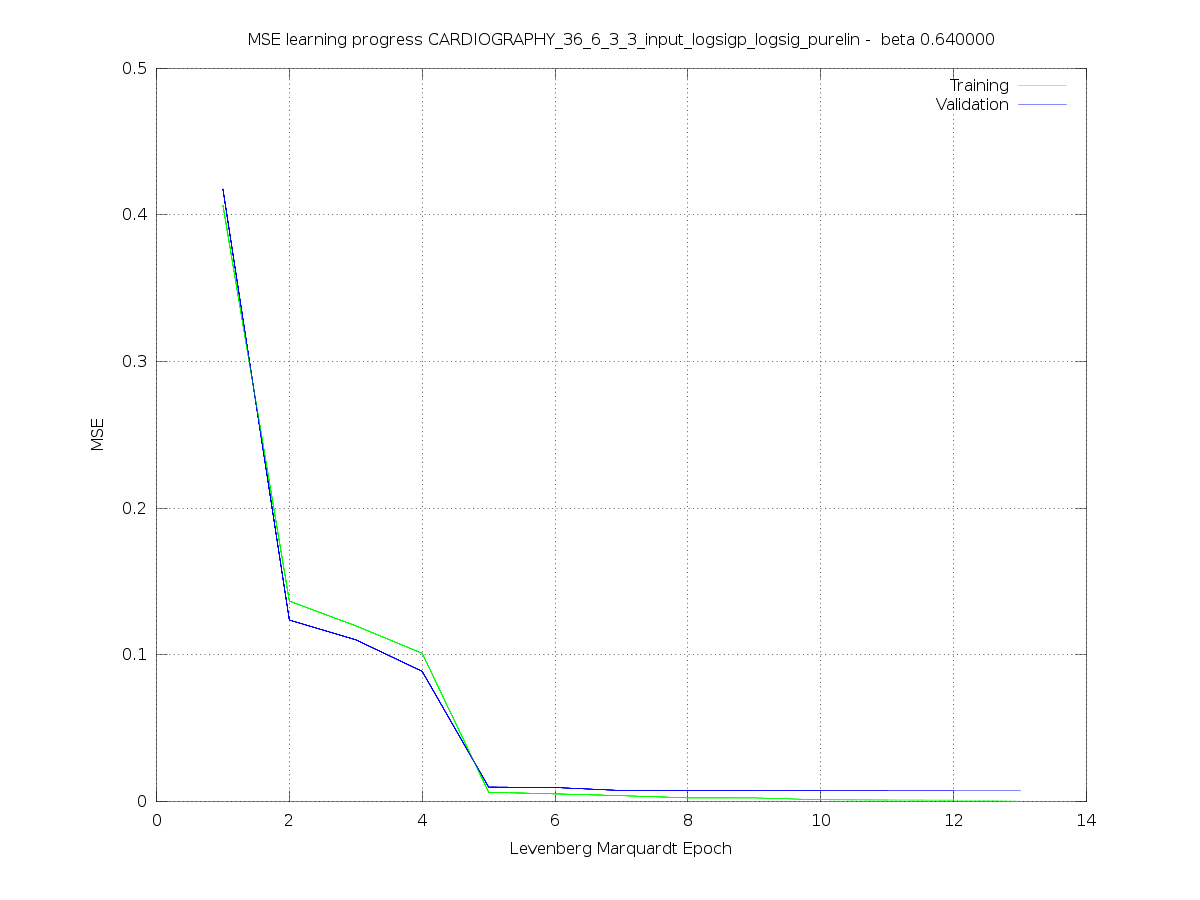 MSE learning progress CARDIOGRAPHY_36_6_3_3_input_logsigp_logsig_purelin -  beta 0.640000
Training
Validation
0.5
0.4
0.3
0.2
0.1
0
MSE
0 2 4 6 8 10 12 14
Levenberg Marquardt Epoch